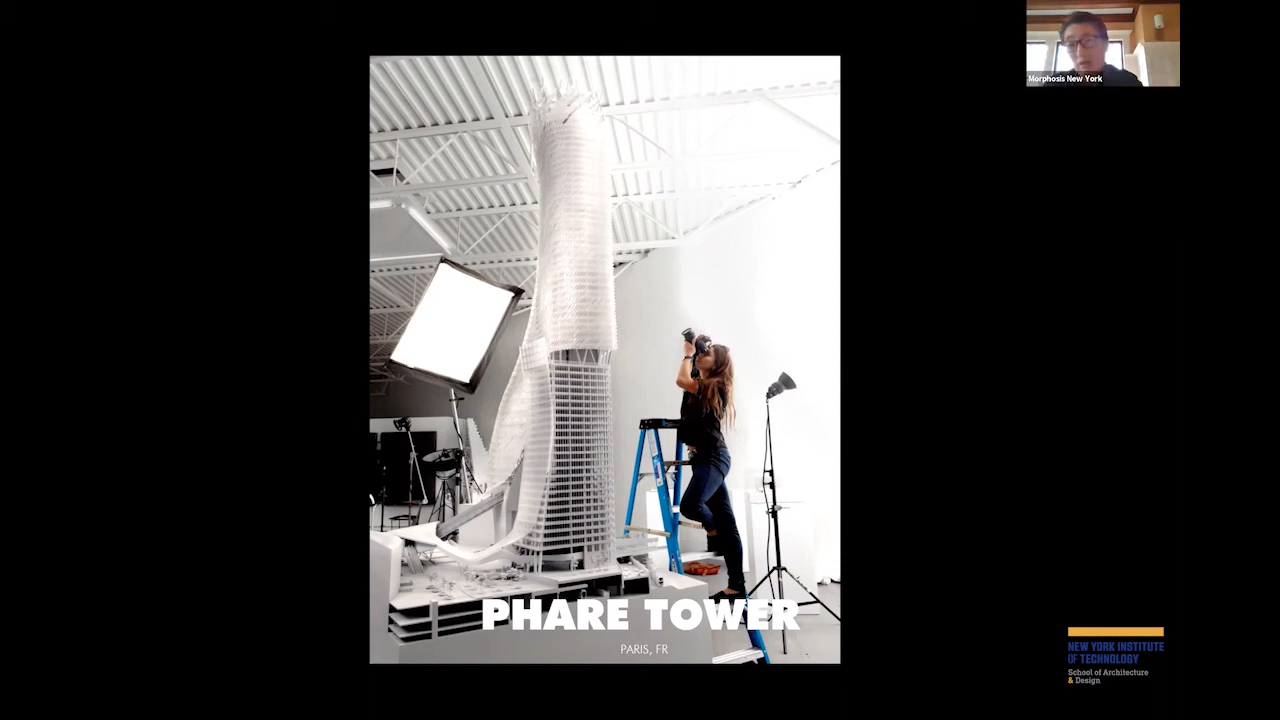 Morphosis New York
PHARE TOWER
PARIS, FR
NEW YORK INSTITUTE
OF TECHNOLOGY
School of Architecture
& Design